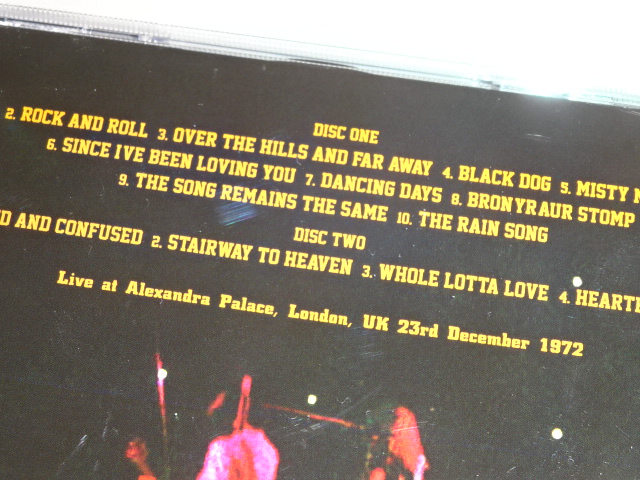 DISC ONE
2. ROCK AND ROLL 3. OVER THE HILLS AND FAR AWAY 4. BLACK DOG 5. MISTY
6. SINCE I'VE BEEN LOVING YOU 7. DANCING DAYS 8. BRONYRAUR STOMP
9. THE SONG REMAINS THE SAME 10. THE RAIN SONG
DISC TWO
AND CONFUSED 2. STAIRWAY TO HEAVEN 3. WHOLE LOTTA LOVE 4.
Live at Alexandra Palace, London, UK 23rd December 1972